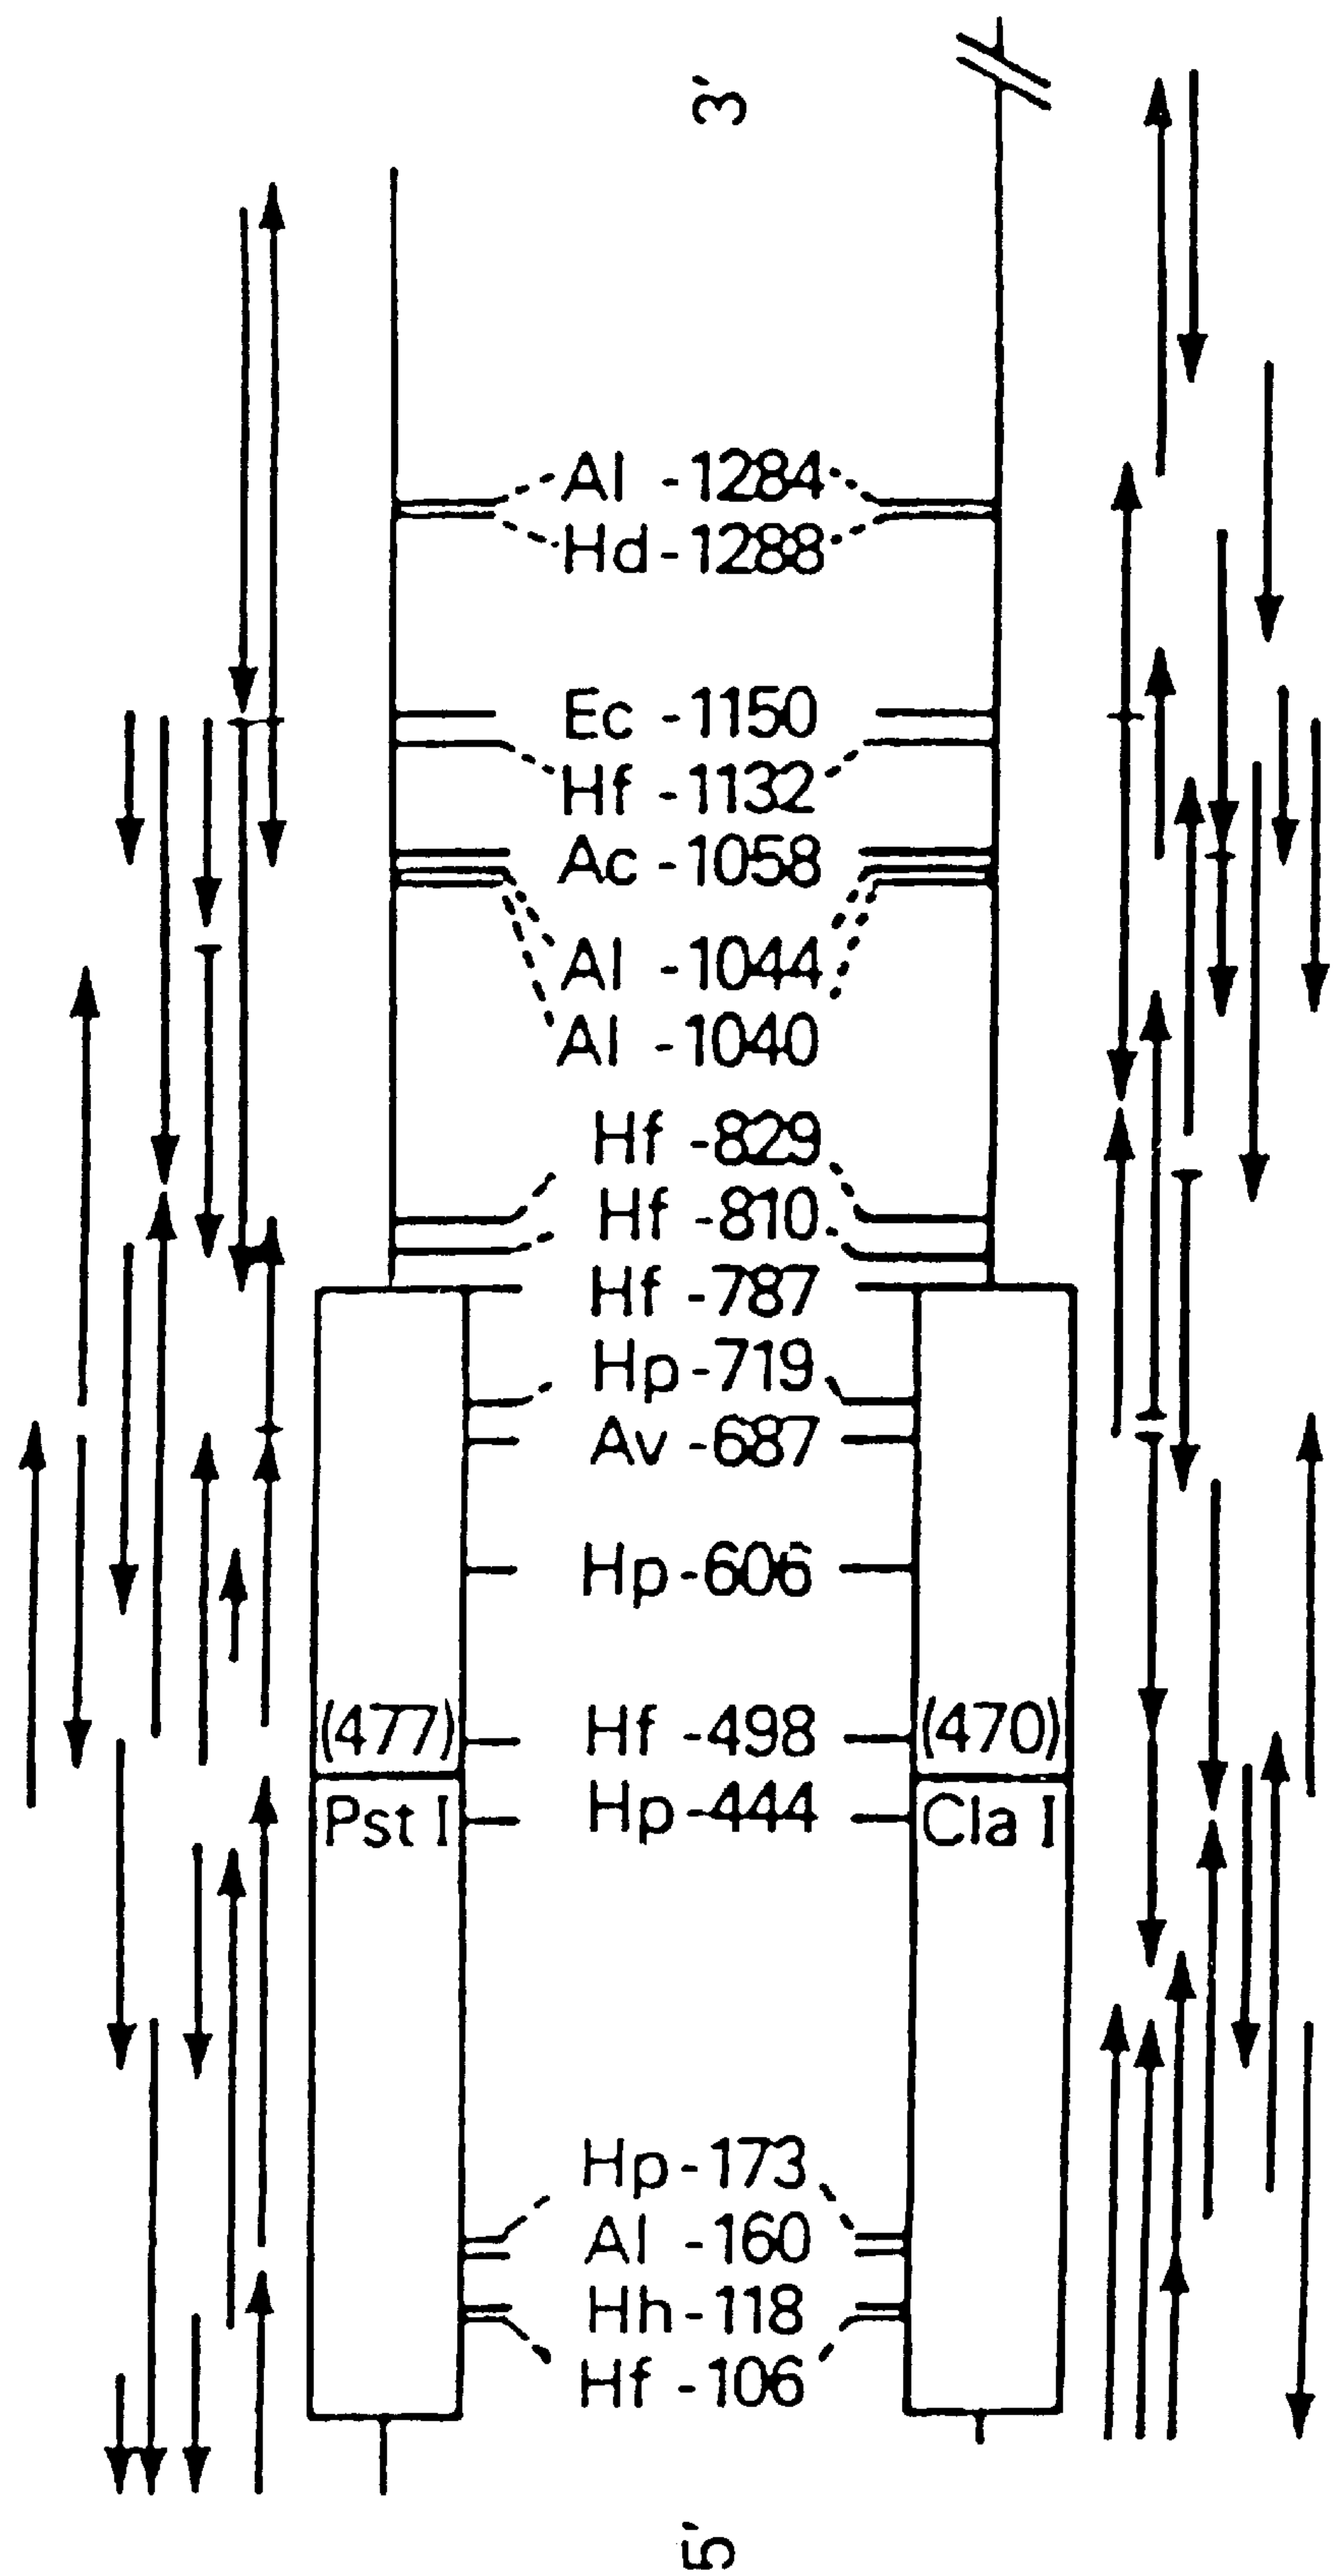 3′
Al -1284
Hd-1288
Ec -1150
Hf -1132
Ac -1058
Al -1044
Al -1040
Hf -829
Hf -810
Hf -787
Hp-719
Av -687
Hp-606
(477) Hf -498 (470)
Pst I Hp-444 Cla I
Hp-173
Al -160
Hh-118
Hf -106
5′